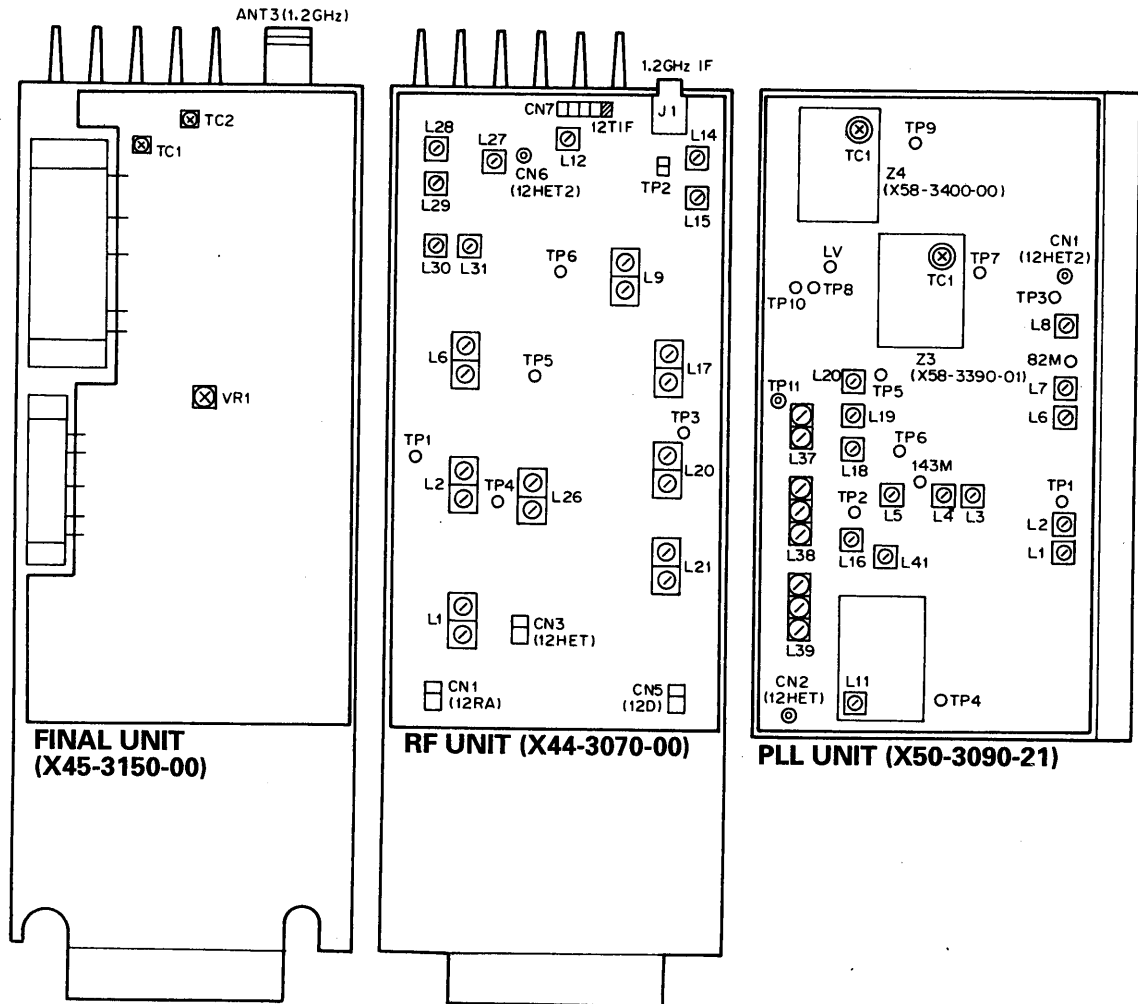 ANT3(1.2GHz)
TC2
TC1
VR1
FINAL UNIT
(X45-3150-00)
1.2GHz IF
CN7
12TIF
J1
L28
L27
L12
L14
CN6
(12HET2)
TP2
L29
L15
L30
L31
TP6
L9
L6
TP5
L17
TP3
TP1
L2
TP4
L26
L20
L21
L1
CN3
(12HET)
CN1
(12RA)
CN5
(12D)
RF UNIT (X44-3070-00)
TC1
TP9
Z4
(X58-3400-00)
LV
CN1
(12HET2)
TC1
TP7
TP10
TP8
TP3
L8
Z3
(X58-3390-01)
82M
L20
TP5
L7
TP11
L19
L6
L37
L18
TP6
143M
TP2
L5
L4
L3
TP1
L2
L38
L16
L41
L1
L39
CN2
(12HET)
L11
TP4
PLL UNIT (X50-3090-21)